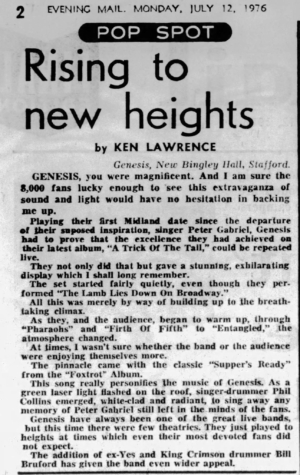 2 EVENING MAIL. MONDAY, JULY 12, 1976
POP SPOT
Rising to
new heights
by KEN LAWRENCE
Genesis, New Bingley Hall, Stafford.
GENESIS, you were magnificent. And I am sure the
8,000 fans lucky enough to see this extravaganza of
sound and light would have no hesitation in backing
me up.
Playing their first Midland date since the departure
of their suposed inspiration, singer Peter Gabriel, Genesis
had to prove that the excellence they had achieved on
their latest album, “A Trick Of The Tail,” could be repeated
live.
They not only did that but gave a stunning, exhilarating
display which I shall long remember.
The set started fairly quietly, even though they per-
formed “The Lamb Lies Down On Broadway.”
All this was merely by way of building up to the breath-
taking climax.
As they, and the audience, began to warm up, through
“Pharaohs” and “Firth Of Fifth” to “Entangled,” the
atmosphere changed.
At times, I wasn't sure whether the band or the audience
were enjoying themselves more.
The pinnacle came with the classic “Supper's Ready”
from the “Foxtrot” Album.
This song really personifies the music of Genesis. As a
green laser light flashed on the roof, singer-drummer Phil
Collins emerged, white-clad and radiant, to sing away any
memory of Peter Gabriel still left in the minds of the fans.
Genesis have always been one of the great live bands,
but this time there were few theatrics. They just played to
heights at times which even their most devoted fans did
not expect.
The addition of ex-Yes and King Crimson drummer Bill
Bruford has given the band even wider appeal.